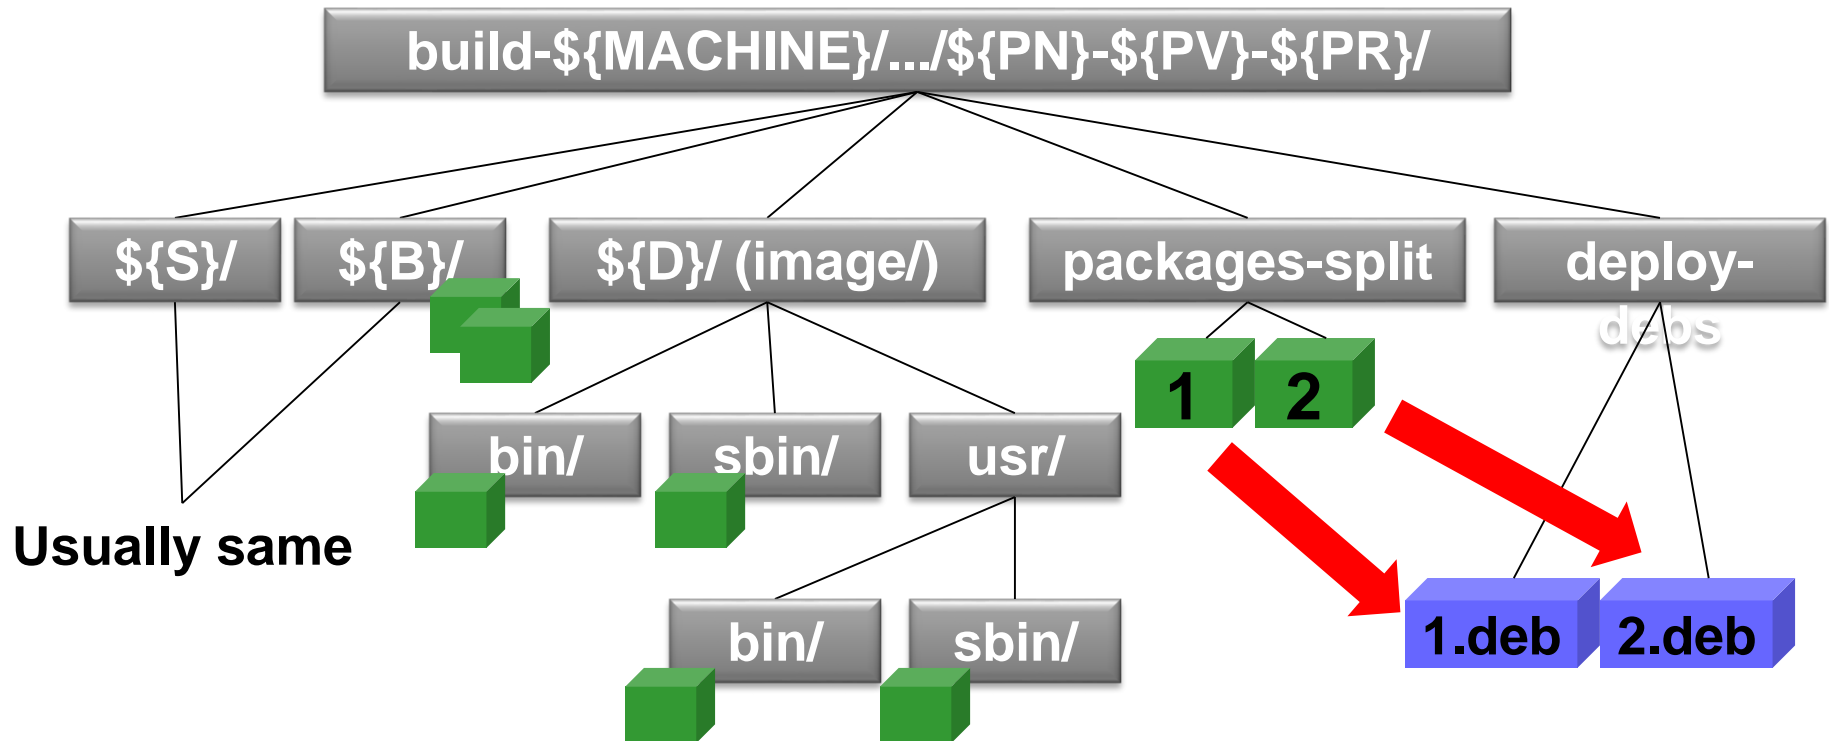 build-${MACHINE}/.../${PN}-${PV}-${PR}/
${S}/
${B}/
${D}/ (image/)
packages-split
deploy-
debs
1
2
bin/
sbin/
usr/
Usually same
bin/
sbin/
1.deb
2.deb